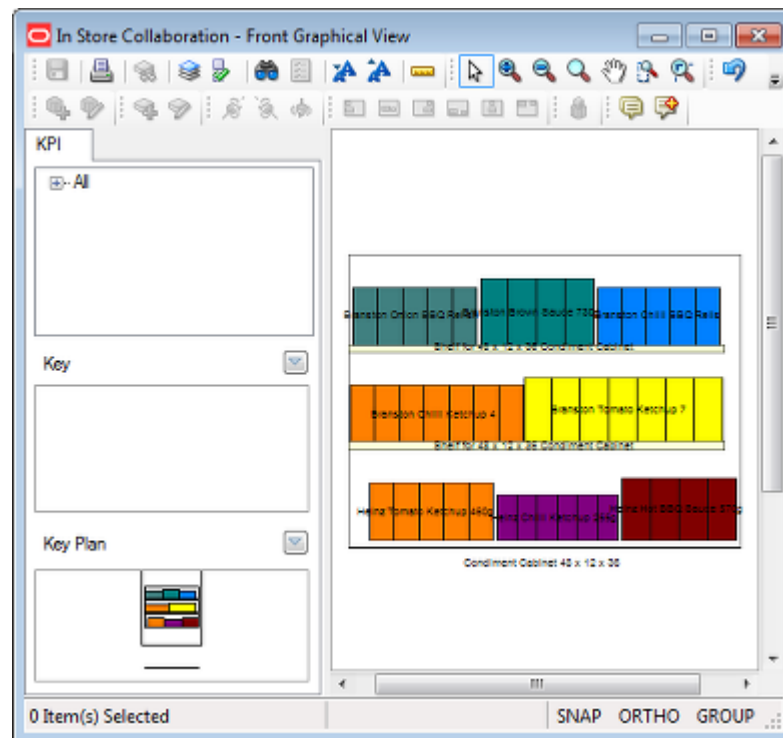 In Store Collaboration - Front Graphical View
KPI
All
Key
Key Plan
Branston Onion BBQ Relis
Branston Brown Sauce 730g
Branston Chilli BBQ Relis
Shelf for 48 x 12 x 36 Condiment Cabinet
Branston Chilli Ketchup 4
Branston Tomato Ketchup 7
Shelf for 48 x 12 x 36 Condiment Cabinet
Heinz Tomato Ketchup 460g
Heinz Chilli Ketchup
Heinz Hot BBQ Sauce
Condiment Cabinet 48 x 12 x 36
0 Item(s) Selected
SNAP ORTHO GROUP